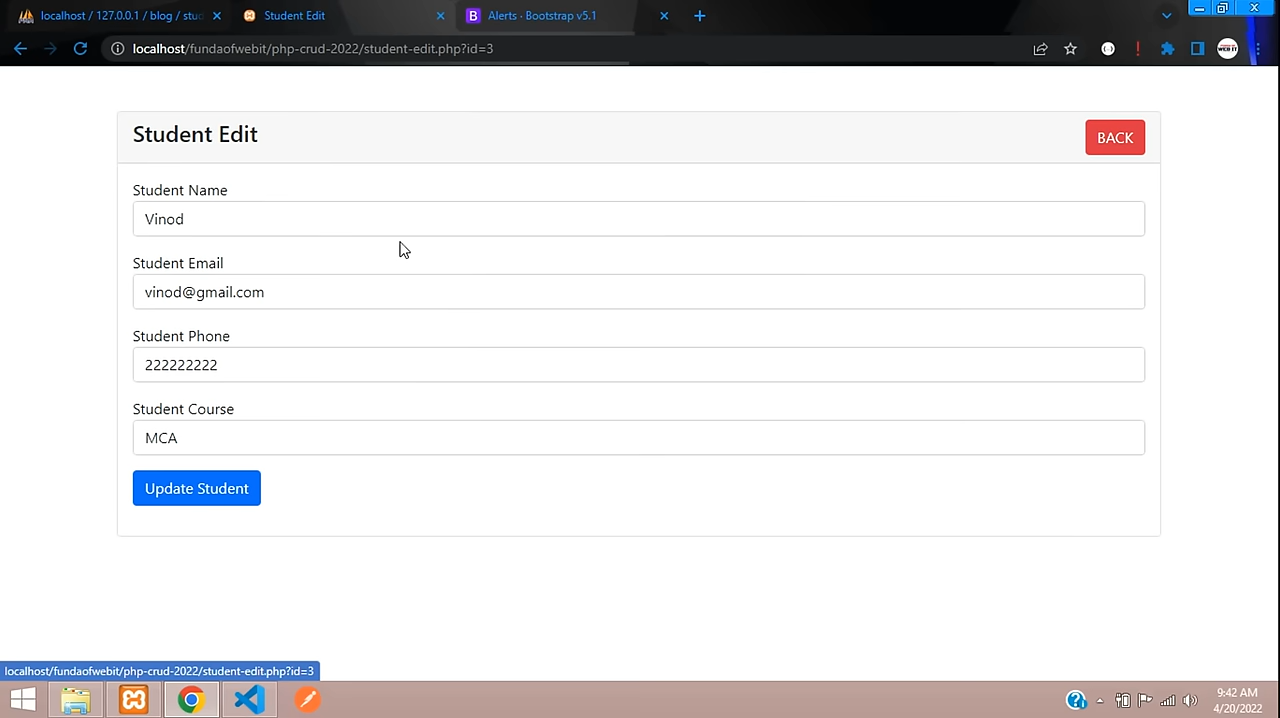 localhost / 127.0.0.1 / blog / stud
Student Edit
B Alerts · Bootstrap v5.1
localhost/fundaofwebit/php-crud-2022/student-edit.php?id=3
Student Edit
BACK
Student Name
Vinod
Student Email
vinod@gmail.com
Student Phone
222222222
Student Course
MCA
Update Student
localhost/fundaofwebit/php-crud-2022/student-edit.php?id=3
9:42 AM
4/20/2022